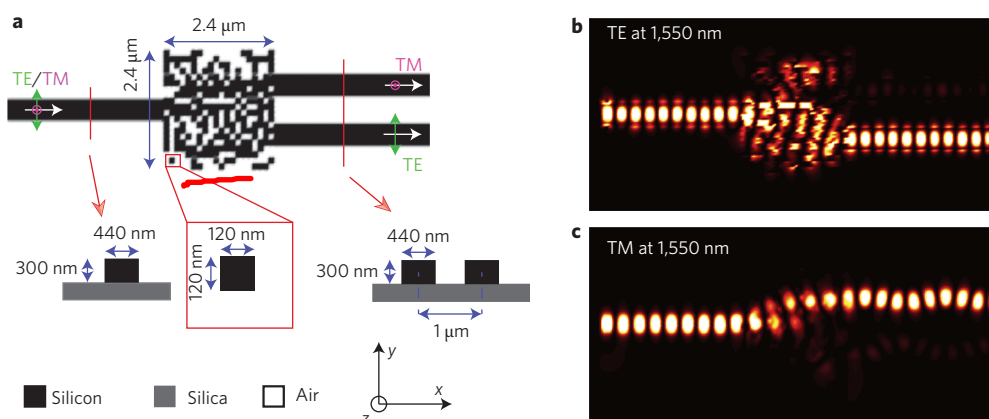 a
2.4 μm
2.4 μm
TE/TM
TM
TE
440 nm
300 nm
120 nm
120 nm
440 nm
300 nm
1 μm
y
x
z
Silicon
Silica
Air
b
TE at 1,550 nm
c
TM at 1,550 nm